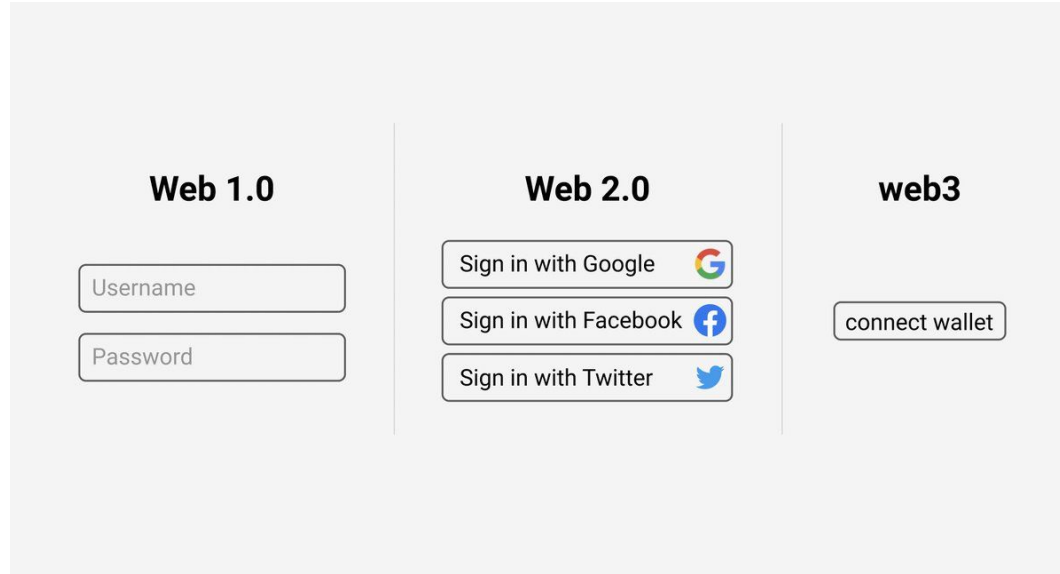 Web 1.0
Username
Password
Web 2.0
Sign in with Google
Sign in with Facebook
Sign in with Twitter
web3
connect wallet